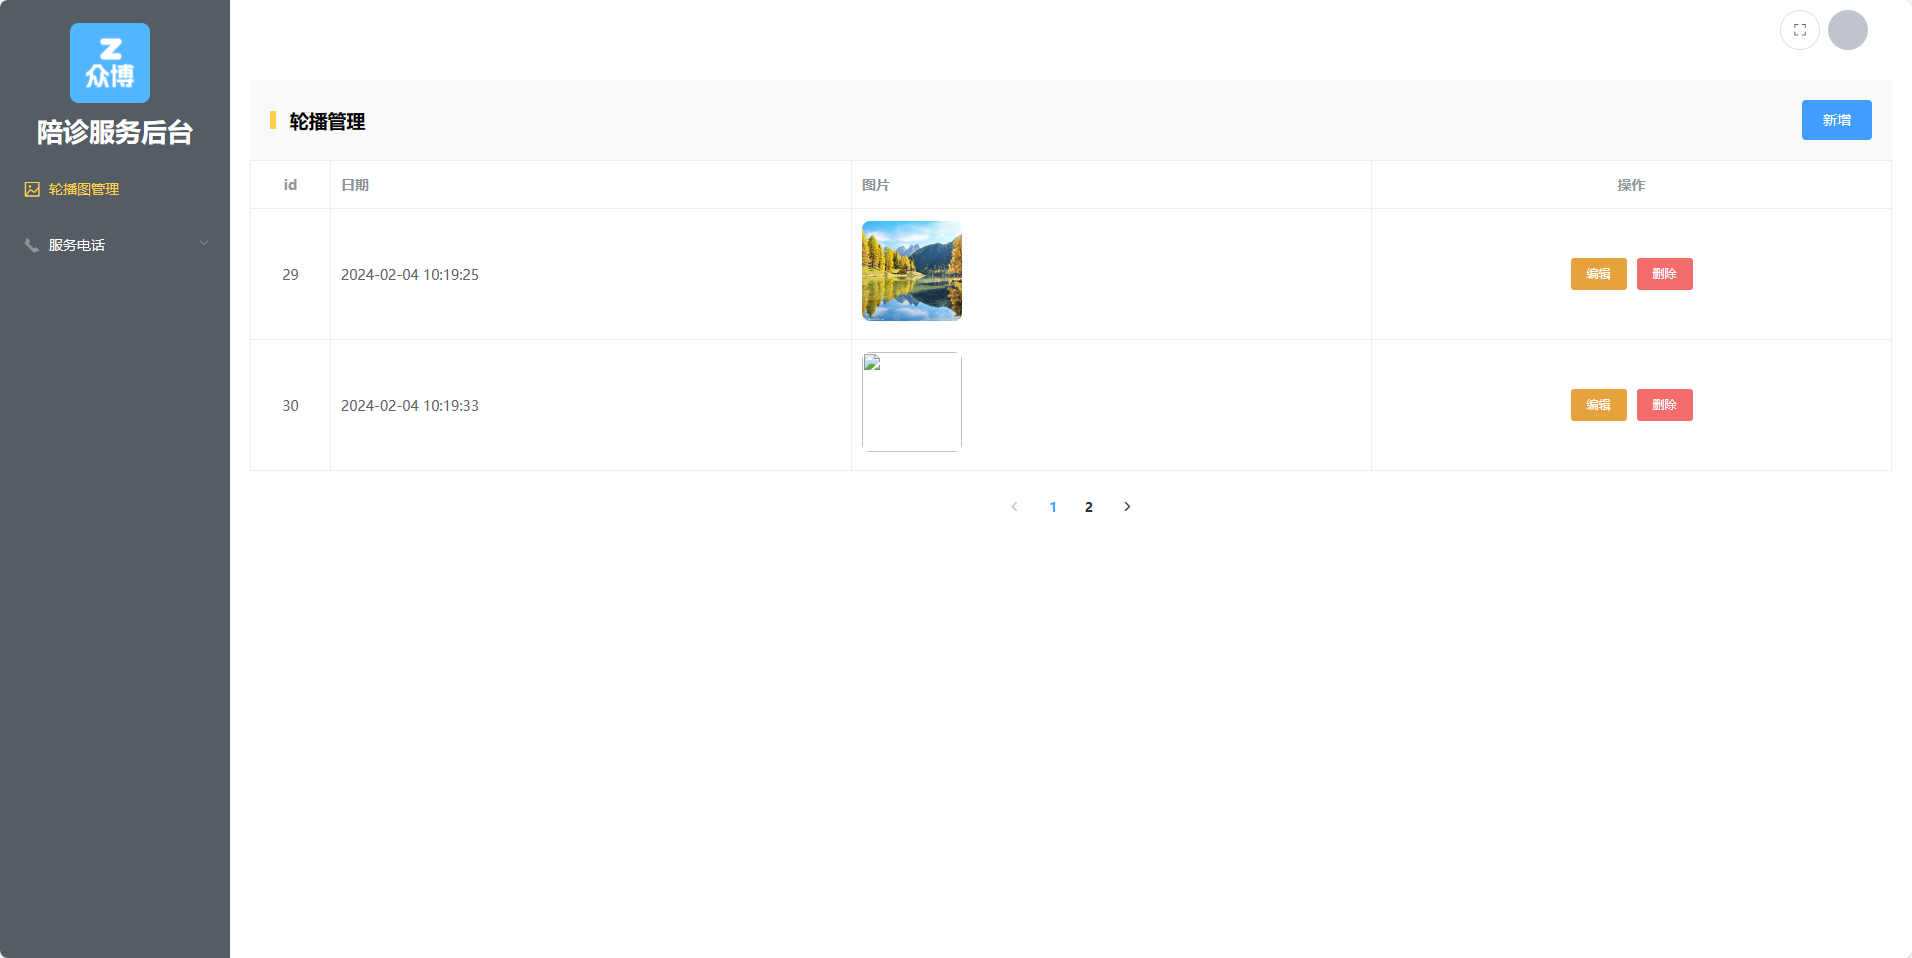 Z
众博
陪诊服务后台
轮播图管理
服务电话
轮播管理
新增
id 日期 图片 操作
29 2024-02-04 10:19:25 编辑 删除
30 2024-02-04 10:19:33 编辑 删除
1 2